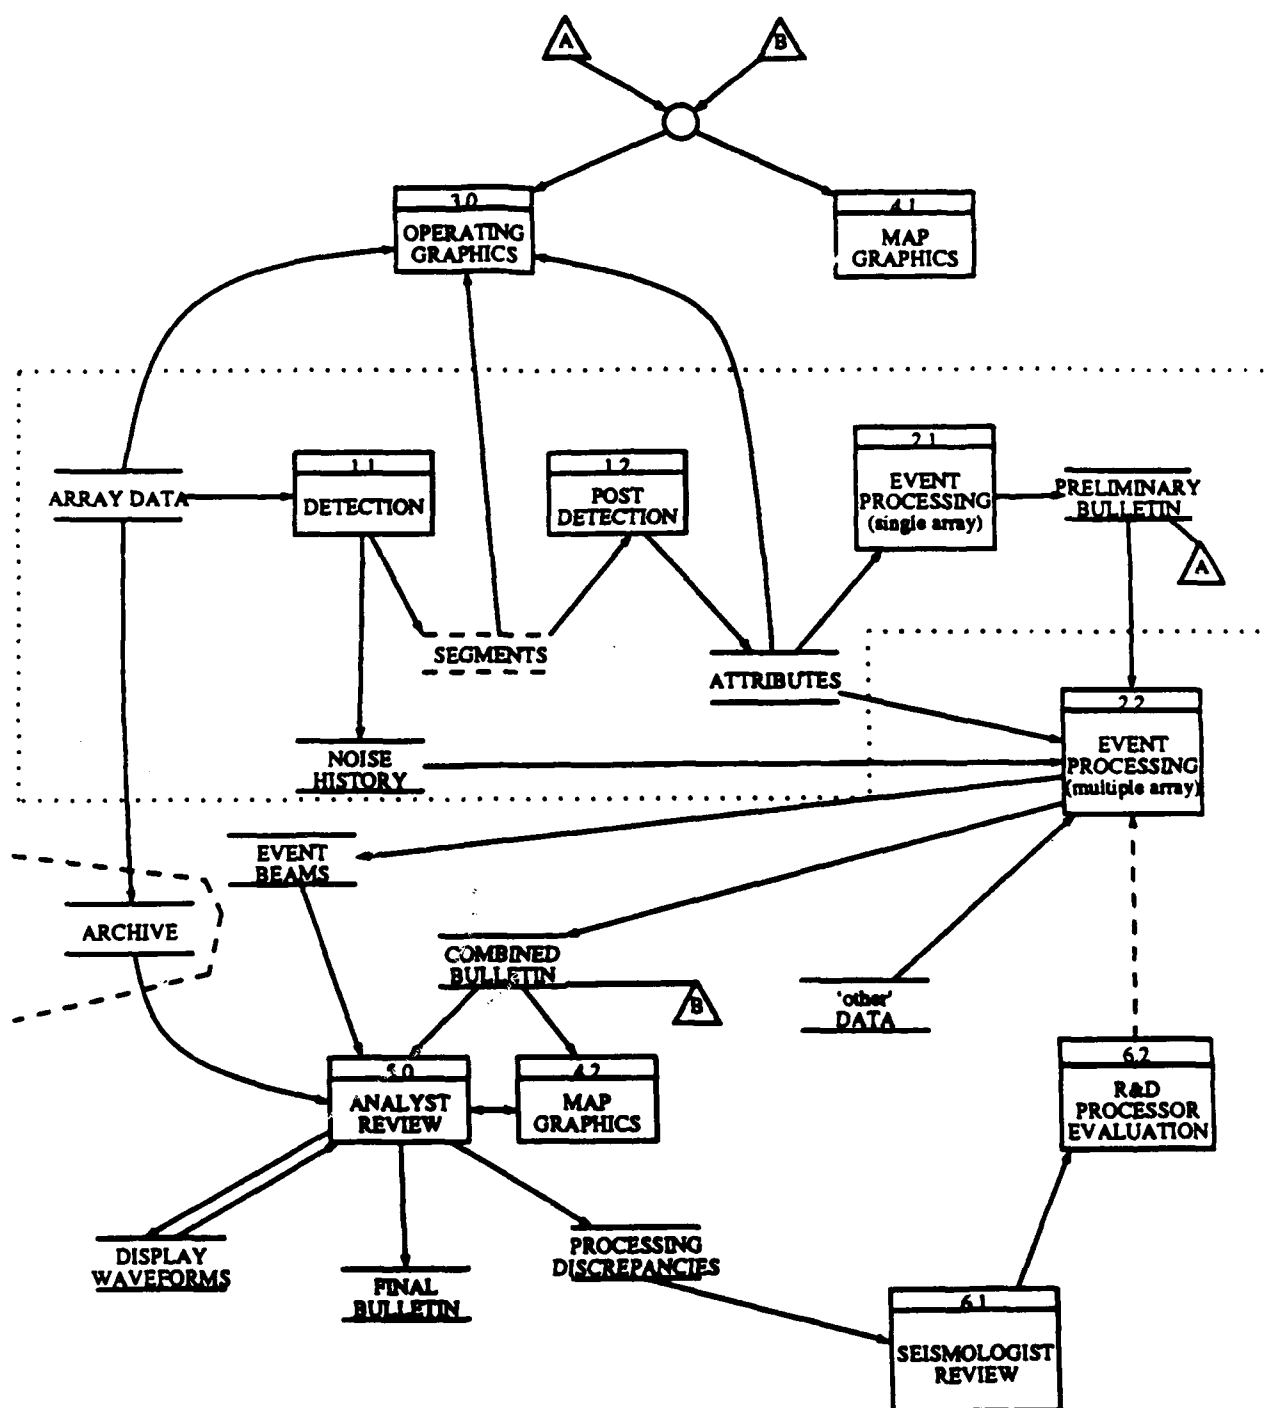 A
B
3.0
OPERATING
GRAPHICS
4.1
MAP
GRAPHICS
ARRAY DATA
1.1
DETECTION
1.2
POST
DETECTION
2.1
EVENT
PROCESSING
(single array)
PRELIMINARY
BULLETIN
A
SEGMENTS
ATTRIBUTES
NOISE
HISTORY
2.2
EVENT
PROCESSING
(multiple array)
EVENT
BEAMS
ARCHIVE
COMBINED
BULLETIN
B
'other'
DATA
5.0
ANALYST
REVIEW
4.2
MAP
GRAPHICS
6.2
R&D
PROCESSOR
EVALUATION
DISPLAY
WAVEFORMS
FINAL
BULLETIN
PROCESSING
DISCREPANCIES
6.1
SEISMOLOGIST
REVIEW